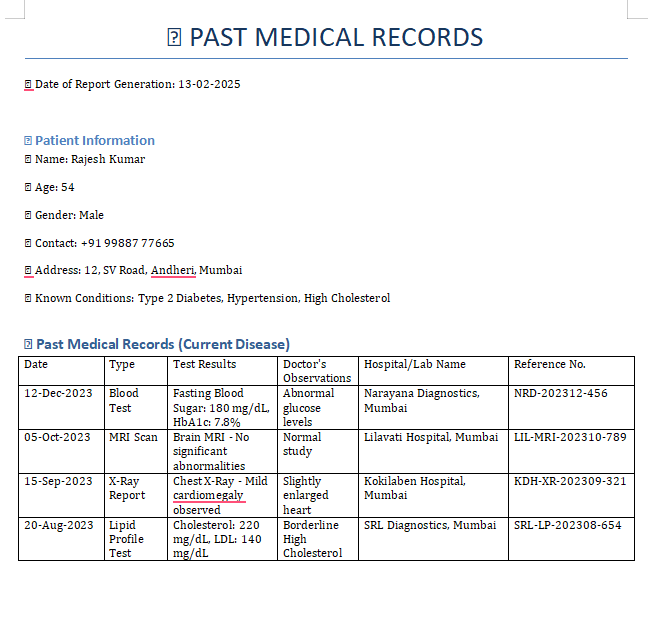 PAST MEDICAL RECORDS
Date of Report Generation: 13-02-2025
Patient Information
Name: Rajesh Kumar
Age: 54
Gender: Male
Contact: +91 99887 77665
Address: 12, SV Road, Andheri, Mumbai
Known Conditions: Type 2 Diabetes, Hypertension, High Cholesterol
Past Medical Records (Current Disease)
Date Type Test Results Doctor's Observations Hospital/Lab Name Reference No.
12-Dec-2023 Blood Test Fasting Blood Sugar: 180 mg/dL, HbA1c: 7.8% Abnormal glucose levels Narayana Diagnostics, Mumbai NRD-202312-456
05-Oct-2023 MRI Scan Brain MRI - No significant abnormalities Normal study Lilavati Hospital, Mumbai LIL-MRI-202310-789
15-Sep-2023 X-Ray Report Chest X-Ray - Mild cardiomegaly observed Slightly enlarged heart Kokilaben Hospital, Mumbai KDH-XR-202309-321
20-Aug-2023 Lipid Profile Test Cholesterol: 220 mg/dL, LDL: 140 mg/dL Borderline High Cholesterol SRL Diagnostics, Mumbai SRL-LP-202308-654